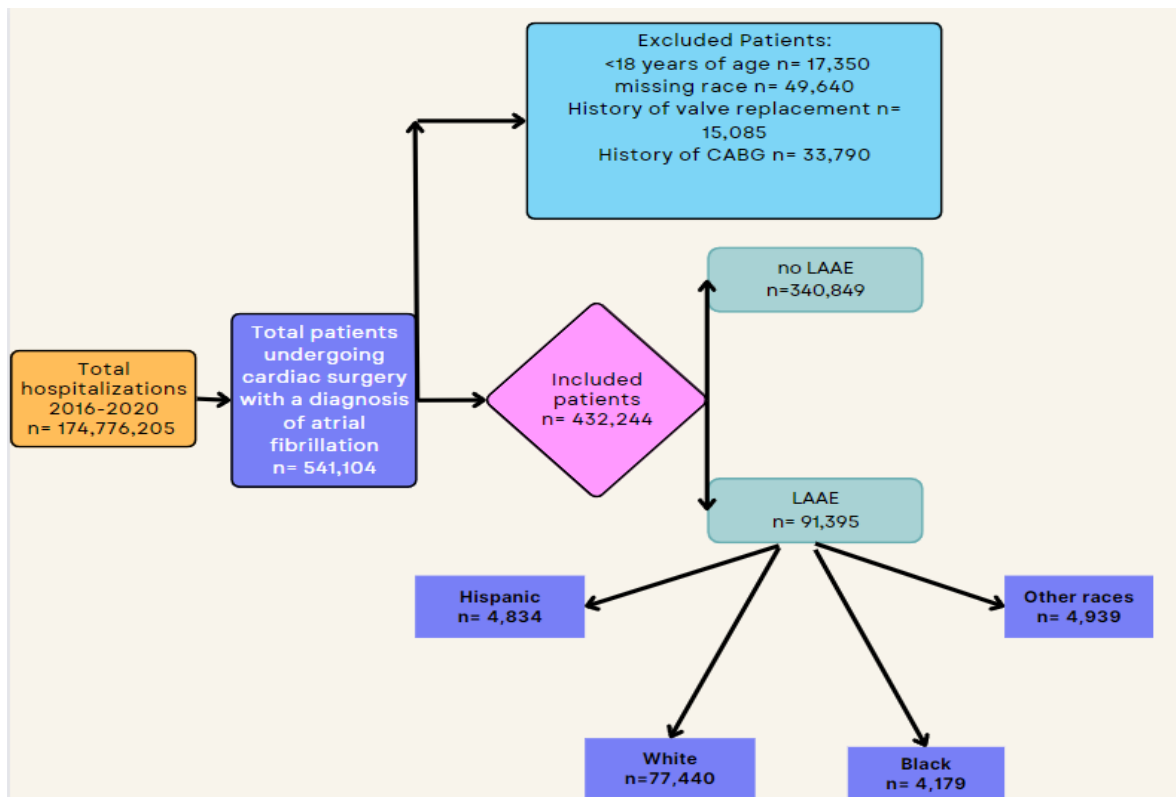 Excluded Patients:
<18 years of age n= 17,350
missing race n= 49,640
History of valve replacement n=
15,085
History of CABG n= 33,790
no LAAE
n=340,849
Total patients
undergoing
cardiac surgery
with a diagnosis
of atrial
fibrillation
n= 541,104
Total
hospitalizations
2016-2020
n= 174,776,205
Included
patients
n= 432,244
LAAE
n= 91,395
Hispanic
n= 4,834
Other races
n= 4,939
White
n=77,440
Black
n= 4,179